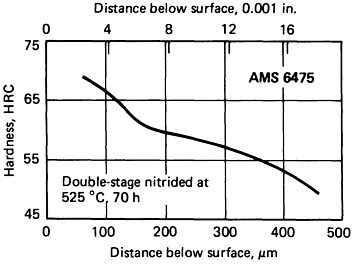 Distance below surface, 0.001 in.
0 4 8 12 16
75
65
55
45
Hardness, HRC
AMS 6475
Double-stage nitrided at
525 °C, 70 h
0 100 200 300 400 500
Distance below surface, µm